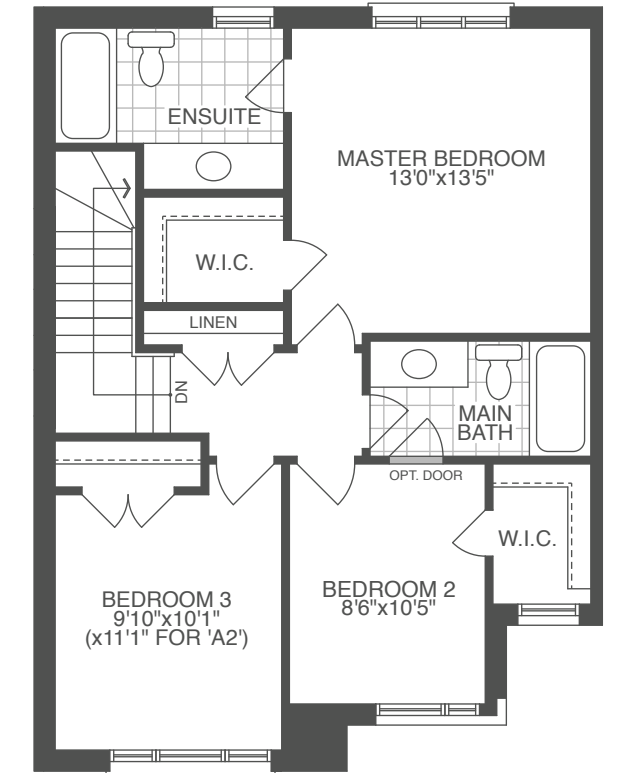 ENSUITE
MASTER BEDROOM
13'0"x13'5"
W.I.C.
LINEN
DN
MAIN
BATH
OPT. DOOR
W.I.C.
BEDROOM 2
8'6"x10'5"
BEDROOM 3
9'10"x10'1"
(x11'1" FOR 'A2')